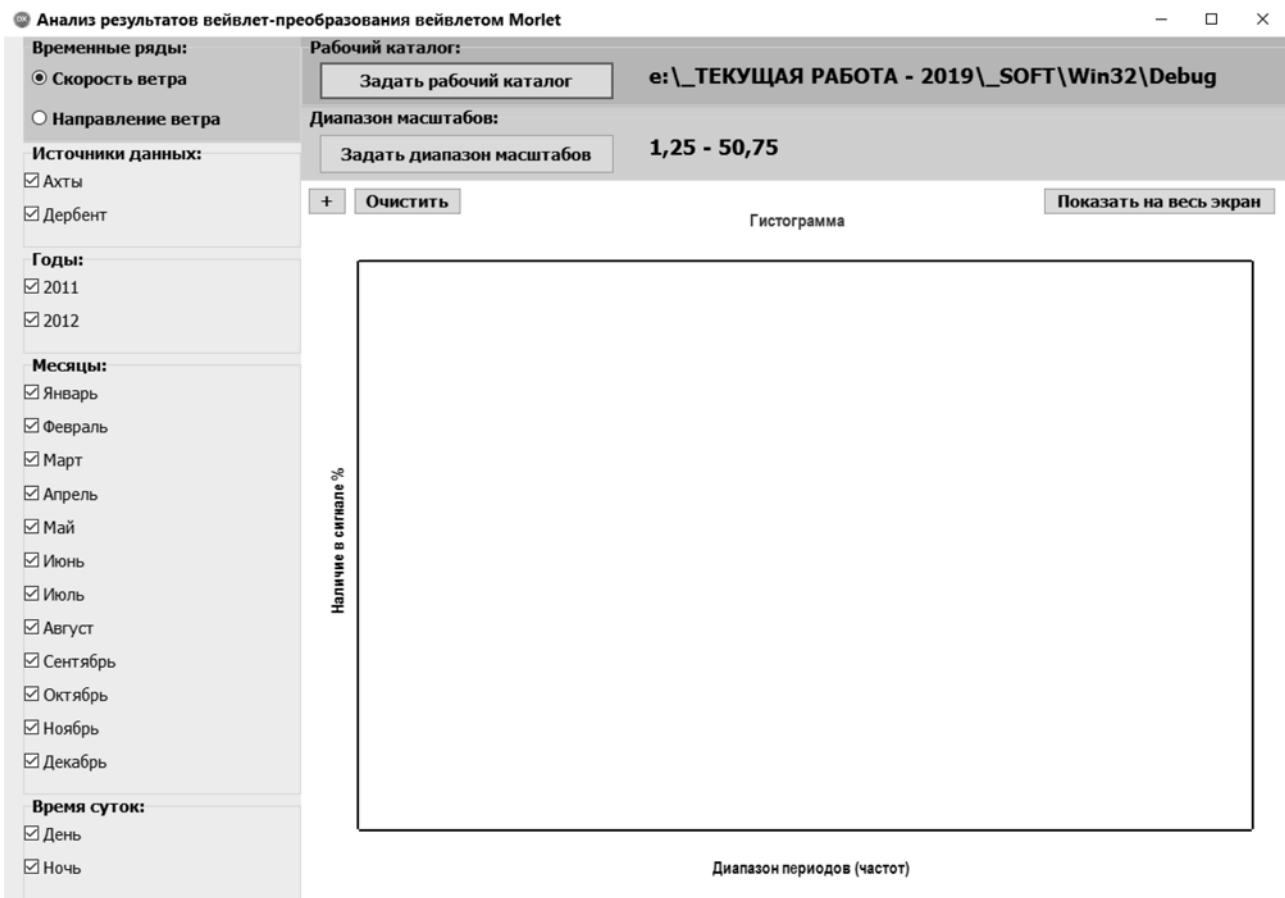 Анализ результатов вейвлет-преобразования вейвлетом Morlet
Временные ряды:
Скорость ветра
Направление ветра
Источники данных:
Ахты
Дербент
Годы:
2011
2012
Месяцы:
Январь
Февраль
Март
Апрель
Май
Июнь
Июль
Август
Сентябрь
Октябрь
Ноябрь
Декабрь
Время суток:
День
Ночь
Рабочий каталог:
Задать рабочий каталог
e:\_ТЕКУЩАЯ РАБОТА - 2019\_SOFT\Win32\Debug
Диапазон масштабов:
Задать диапазон масштабов
1,25 - 50,75
+
Очистить
Показать на весь экран
Гистограмма
Наличие в сигнале %
Диапазон периодов (частот)